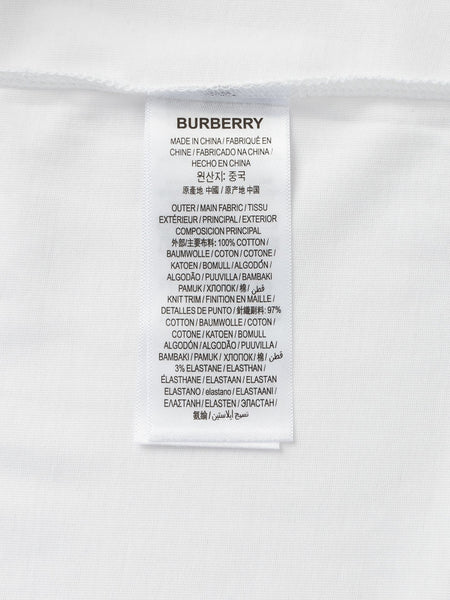 BURBERRY
MADE IN CHINA / FABRIQUÉ EN
CHINE / FABRICADO NA CHINA /
HECHO EN CHINA
원산지: 중국
原產地 中國 / 原产地 中国
OUTER / MAIN FABRIC / TISSU
EXTÉRIEUR / PRINCIPAL / EXTERIOR
COMPOSICION PRINCIPAL
外部/主要布料: 100% COTTON /
BAUMWOLLE / COTON / COTONE /
KATOEN / BOMULL / ALGODÓN /
ALGODÃO / PUUVILLA / BAMBAKI
PAMUK / ХЛОПОК / 棉 / قطن /
KNIT TRIM / FINITION EN MAILLE /
DETALLES DE PUNTO / 針織副料: 97%
COTTON / BAUMWOLLE / COTON /
COTONE / KATOEN / BOMULL
ALGODÓN / ALGODÃO / PUUVILLA /
BAMBAKI / PAMUK / ХЛОПОК / 棉 / قطن /
3% ELASTANE / ELASTHAN /
ÉLASTHANE / ELASTAAN / ELASTAN
ELASTANO / elastano / ELASTAANI /
ΕΛΑΣΤΑΝΗ / ELASTEN / ЭЛАСТАН /
氨纶 / نسيج إيلاستين